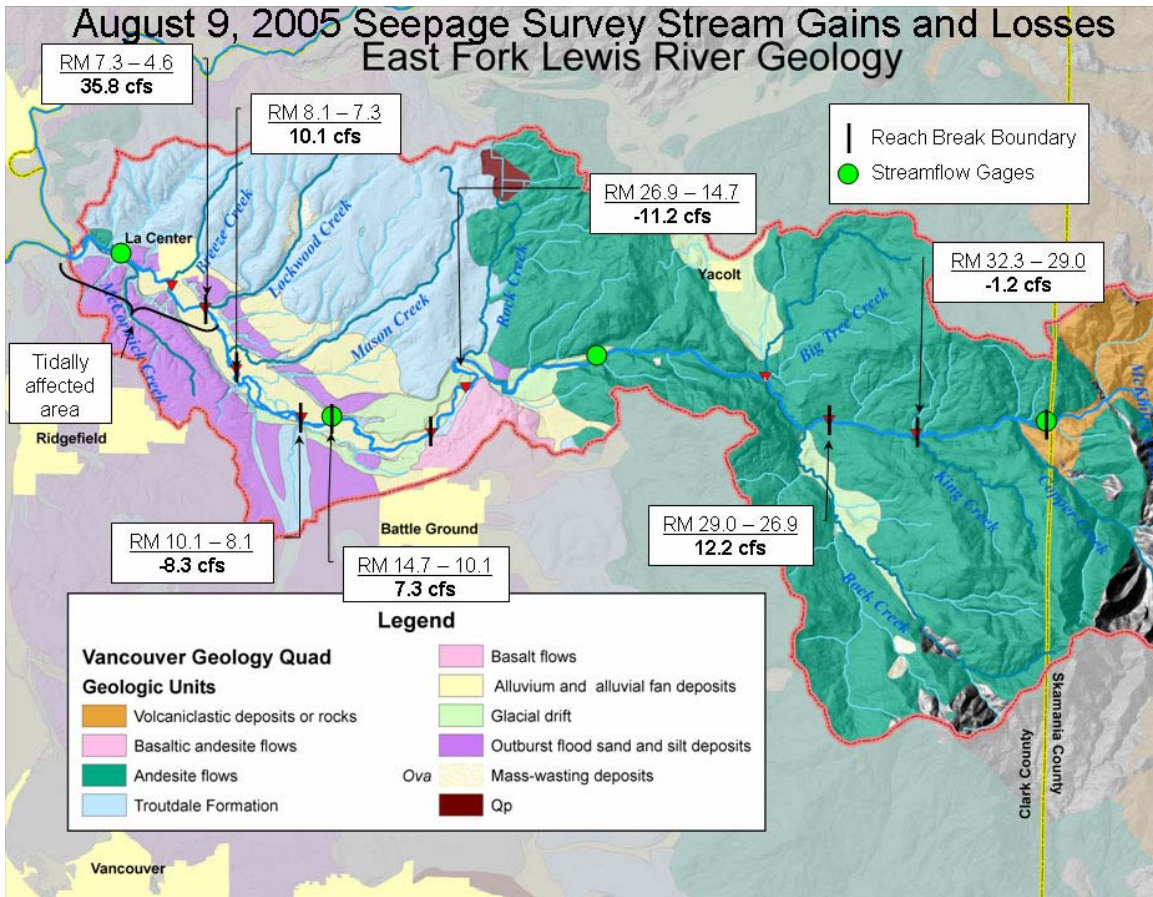 August 9, 2005 Seepage Survey Stream Gains and Losses
East Fork Lewis River Geology
RM 7.3 – 4.6
35.8 cfs
RM 8.1 – 7.3
10.1 cfs
Reach Break Boundary
Streamflow Gages
RM 26.9 – 14.7
-11.2 cfs
La Center
Breeze Creek
Lockwood Creek
Mason Creek
Rock Creek
McCormick Creek
Yacolt
Big Tree Creek
RM 32.3 – 29.0
-1.2 cfs
Tidally
affected
area
Ridgefield
King Creek
Copper Creek
Battle Ground
RM 10.1 – 8.1
-8.3 cfs
RM 14.7 – 10.1
7.3 cfs
RM 29.0 – 26.9
12.2 cfs
Rock Creek
Legend
Vancouver Geology Quad
Geologic Units
Volcaniclastic deposits or rocks
Basaltic andesite flows
Andesite flows
Troutdale Formation
Basalt flows
Alluvium and alluvial fan deposits
Glacial drift
Outburst flood sand and silt deposits
Ova Mass-wasting deposits
Qp
Clark County
Skamania County
Vancouver